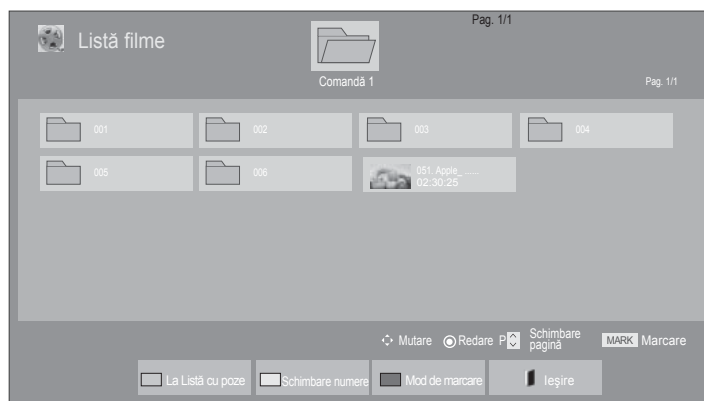 Pag. 1/1
Listă filme
Comandă 1
Pag. 1/1
001 002 003 004
005 006 051. Apple_ ......
02:30:25
Mutare Redare P Schimbare pagină MARK Marcare
La Listă cu poze Schimbare numere Mod de marcare Ieşire